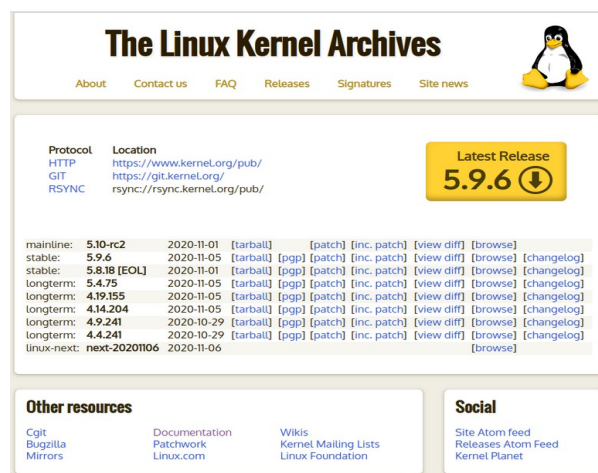 The Linux Kernel Archives
About Contact us FAQ Releases Signatures Site news
Protocol Location
HTTP https://www.kernel.org/pub/
GIT https://git.kernel.org/
RSYNC rsync://rsync.kernel.org/pub/
Latest Release
5.9.6
mainline: 5.10-rc2 2020-11-01 [tarball] [patch] [inc. patch] [view diff] [browse]
stable: 5.9.6 2020-11-05 [tarball] [pgp] [patch] [inc. patch] [view diff] [browse] [changelog]
stable: 5.8.18 [EOL] 2020-11-01 [tarball] [pgp] [patch] [inc. patch] [view diff] [browse] [changelog]
longterm: 5.4.75 2020-11-05 [tarball] [pgp] [patch] [inc. patch] [view diff] [browse] [changelog]
longterm: 4.19.155 2020-11-05 [tarball] [pgp] [patch] [inc. patch] [view diff] [browse] [changelog]
longterm: 4.14.204 2020-11-05 [tarball] [pgp] [patch] [inc. patch] [view diff] [browse] [changelog]
longterm: 4.9.241 2020-10-29 [tarball] [pgp] [patch] [inc. patch] [view diff] [browse] [changelog]
longterm: 4.4.241 2020-10-29 [tarball] [pgp] [patch] [inc. patch] [view diff] [browse] [changelog]
linux-next: next-20201106 2020-11-06 [browse]
Other resources
Cgit Documentation Wikis
Bugzilla Patchwork Kernel Mailing Lists
Mirrors Linux.com Linux Foundation
Social
Site Atom feed
Releases Atom Feed
Kernel Planet